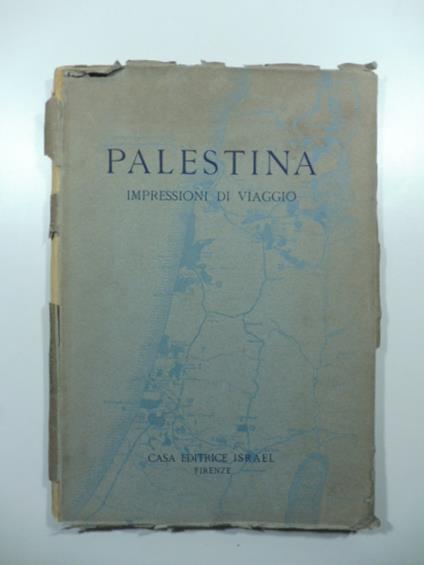 PALESTINA
IMPRESSIONI DI VIAGGIO
CASA EDITRICE ISRAEL
FIRENZE